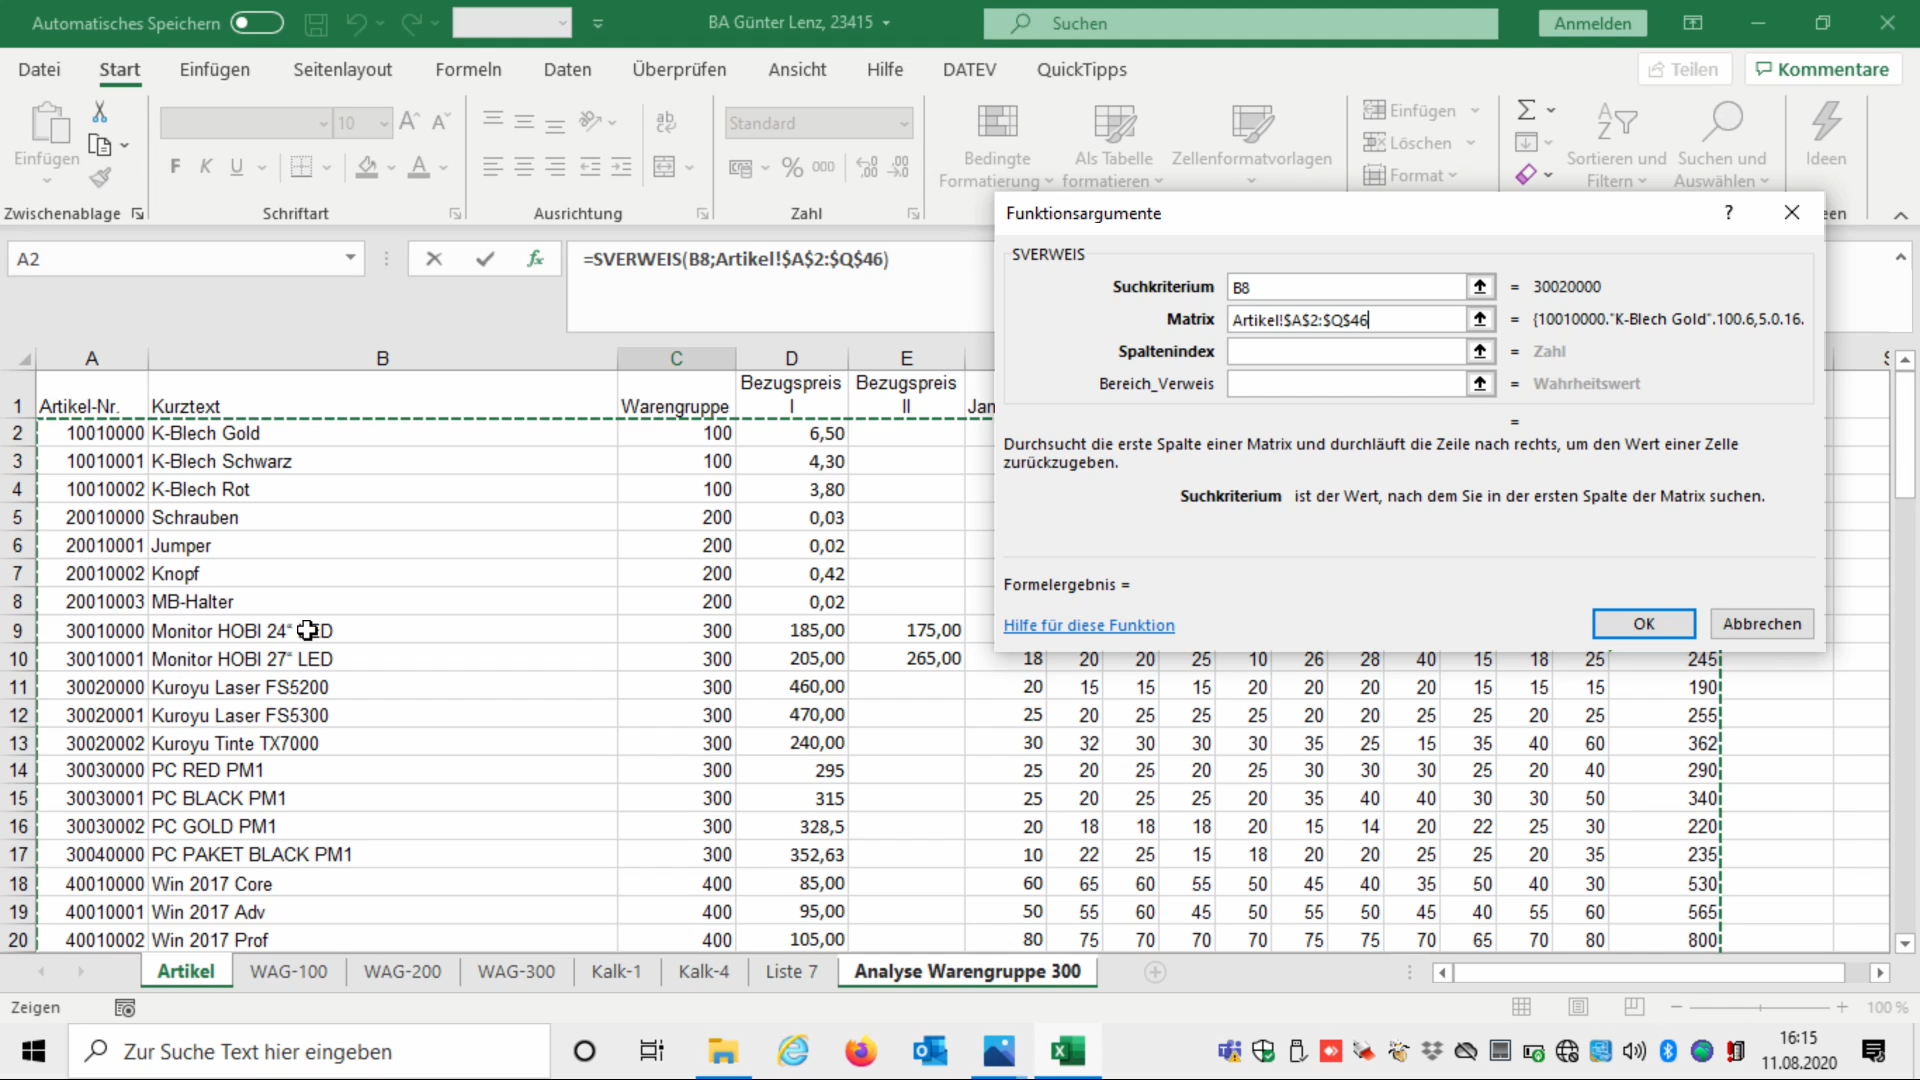 Automatisches Speichern BA Günter Lenz, 23415 Suchen Anmelden
Datei Start Einfügen Seitenlayout Formeln Daten Überprüfen Ansicht Hilfe DATEV QuickTipps Teilen Kommentare
Einfügen 10 F K U Standard % 000 Bedingte Formatierung Als Tabelle formatieren Zellenformatvorlagen Einfügen Löschen Format Sortieren und Filtern Suchen und Auswählen Ideen
Zwischenablage Schriftart Ausrichtung Zahl een
A2 fx =SVERWEIS(B8;Artikel!$A$2:$Q$46)
Funktionsargumente ?
SVERWEIS
Suchkriterium B8 = 30020000
Matrix Artikel!$A$2:$Q$46 = {10010000."K-Blech Gold".100.6,5.0.16.
Spaltenindex = Zahl
Bereich_Verweis = Wahrheitswert
=
Durchsucht die erste Spalte einer Matrix und durchläuft die Zeile nach rechts, um den Wert einer Zelle
zurückzugeben.
Suchkriterium ist der Wert, nach dem Sie in der ersten Spalte der Matrix suchen.
Formelergebnis =
Hilfe für diese Funktion OK Abbrechen
A B C D E
1 Artikel-Nr. Kurztext Warengruppe Bezugspreis I Bezugspreis II Jan
2 10010000 K-Blech Gold 100 6,50
3 10010001 K-Blech Schwarz 100 4,30
4 10010002 K-Blech Rot 100 3,80
5 20010000 Schrauben 200 0,03
6 20010001 Jumper 200 0,02
7 20010002 Knopf 200 0,42
8 20010003 MB-Halter 200 0,02
9 30010000 Monitor HOBI 24“ LED 300 185,00 175,00
10 30010001 Monitor HOBI 27“ LED 300 205,00 265,00 18 20 20 25 10 26 28 40 15 18 25 245
11 30020000 Kuroyu Laser FS5200 300 460,00 20 15 15 15 20 20 20 20 15 15 15 190
12 30020001 Kuroyu Laser FS5300 300 470,00 25 20 25 25 20 20 20 25 25 20 25 255
13 30020002 Kuroyu Tinte TX7000 300 240,00 30 32 30 30 30 35 25 15 35 40 60 362
14 30030000 PC RED PM1 300 295 25 20 25 20 25 30 30 30 25 20 40 290
15 30030001 PC BLACK PM1 300 315 25 20 25 25 20 35 40 40 30 30 50 340
16 30030002 PC GOLD PM1 300 328,5 20 18 18 18 20 15 14 20 22 25 30 220
17 30040000 PC PAKET BLACK PM1 300 352,63 10 22 25 15 18 20 20 25 25 20 35 235
18 40010000 Win 2017 Core 400 85,00 60 65 60 55 50 45 40 35 50 40 30 530
19 40010001 Win 2017 Adv 400 95,00 50 55 60 45 50 55 50 45 40 55 60 565
20 40010002 Win 2017 Prof 400 105,00 80 75 70 70 70 75 75 70 65 70 80 800
Artikel WAG-100 WAG-200 WAG-300 Kalk-1 Kalk-4 Liste 7 Analyse Warengruppe 300
Zeigen 100 %
Zur Suche Text hier eingeben 16:15
11.08.2020